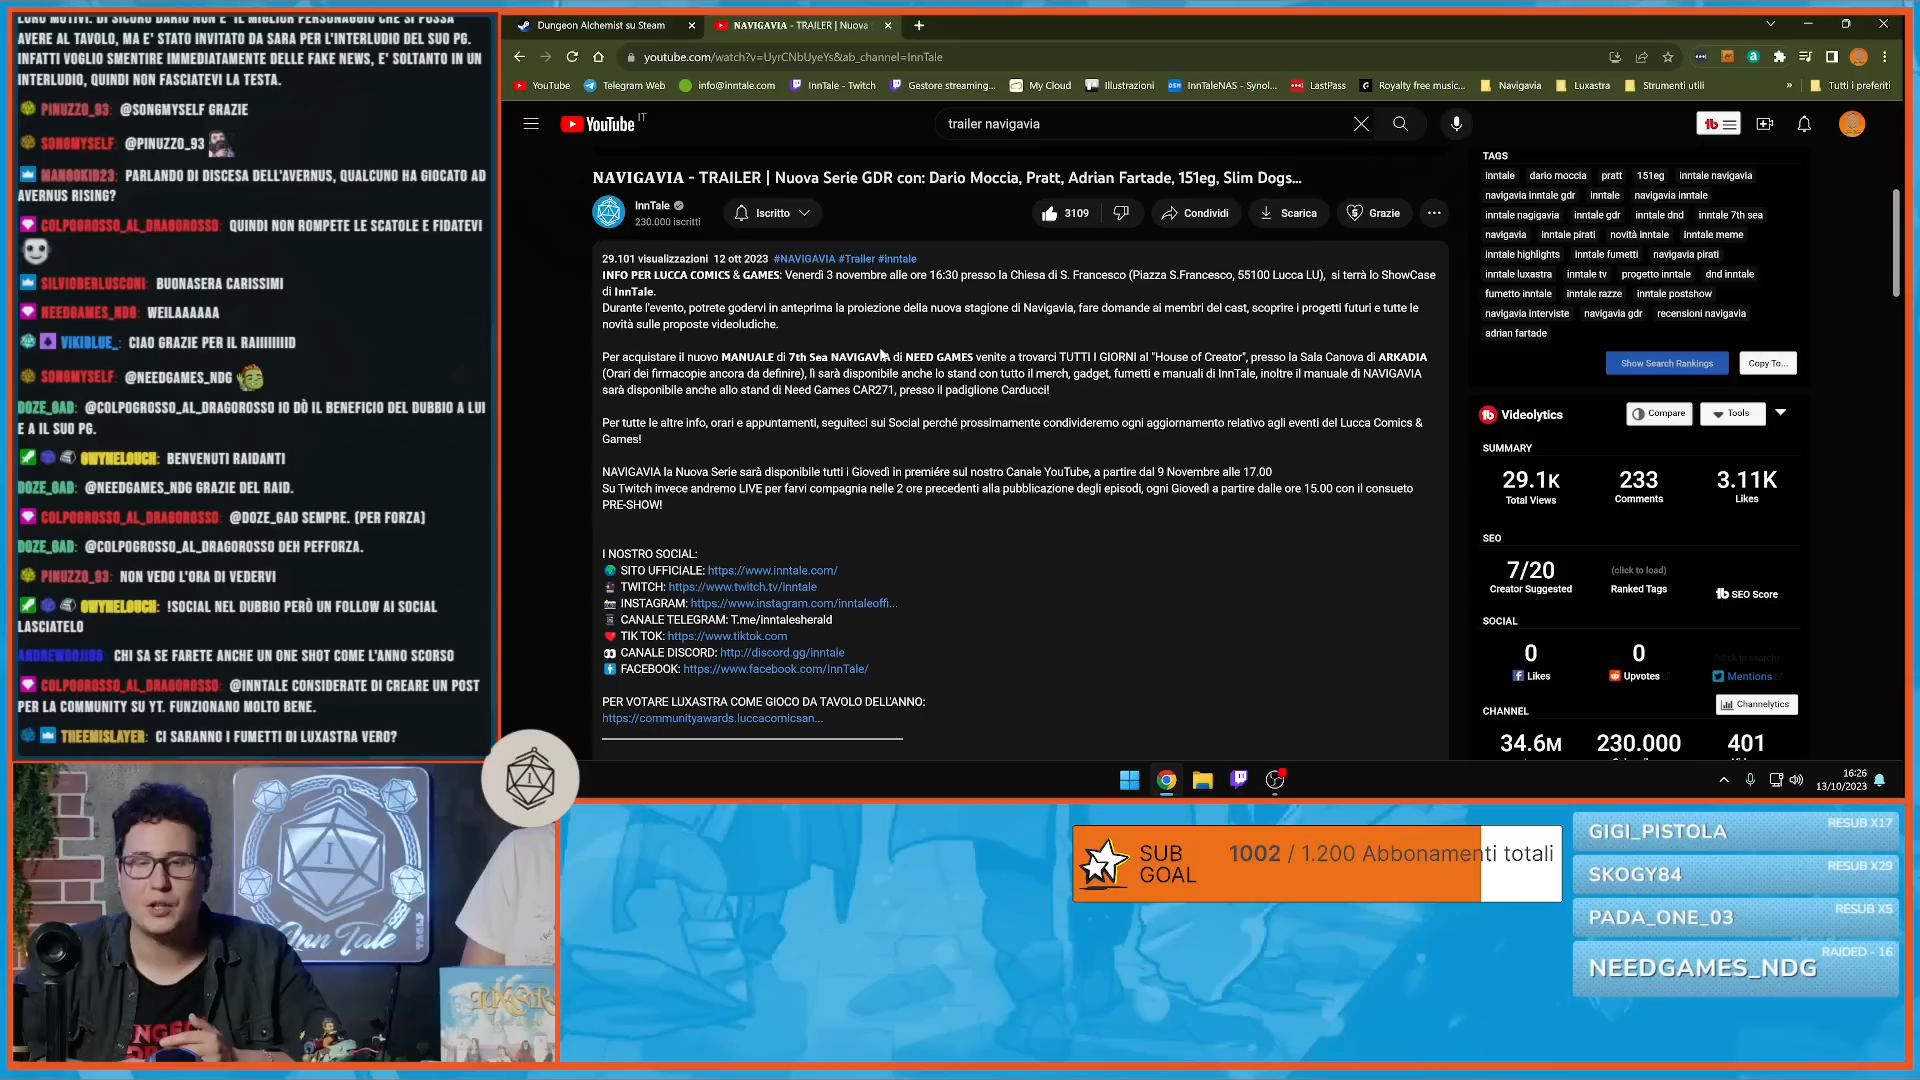 LORO MOTIVI. DI SICURO DARIO NON E' IL MIGLIOR PERSONAGGIO CHE SI POSSA
AVERE AL TAVOLO, MA E' STATO INVITATO DA SARA PER L'INTERLUDIO DEL SUO PG.
INFATTI VOGLIO SMENTIRE IMMEDIATAMENTE DELLE FAKE NEWS, E' SOLTANTO IN UN
INTERLUDIO, QUINDI NON FASCIATEVI LA TESTA.
PINUZZO_93: @SONGMYSELF GRAZIE
SONGMYSELF: @PINUZZO_93
MANGOKID23: PARLANDO DI DISCESA DELL'AVERNUS, QUALCUNO HA GIOCATO AD
AVERNUS RISING?
COLPOGROSSO_AL_DRAGOROSSO: QUINDI NON ROMPETE LE SCATOLE E FIDATEVI
SILVIOBERLUSCONI: BUONASERA CARISSIMI
NEEDGAMES_NDG: WEILAAAAAA
VIKIBLUE_: CIAO GRAZIE PER IL RAIIIIIIID
SONGMYSELF: @NEEDGAMES_NDG
DOZE_GAD: @COLPOGROSSO_AL_DRAGOROSSO IO DÒ IL BENEFICIO DEL DUBBIO A LUI
E A IL SUO PG.
GWYNELOUCH: BENVENUTI RAIDANTI
DOZE_GAD: @NEEDGAMES_NDG GRAZIE DEL RAID.
COLPOGROSSO_AL_DRAGOROSSO: @DOZE_GAD SEMPRE. (PER FORZA)
DOZE_GAD: @COLPOGROSSO_AL_DRAGOROSSO DEH PEFFORZA.
PINUZZO_93: NON VEDO L'ORA DI VEDERVI
GWYNELOUCH: !SOCIAL NEL DUBBIO PERÒ UN FOLLOW AI SOCIAL
LASCIATELO
ANDREWGOJI96: CHI SA SE FARETE ANCHE UN ONE SHOT COME L'ANNO SCORSO
COLPOGROSSO_AL_DRAGOROSSO: @INNTALE CONSIDERATE DI CREARE UN POST
PER LA COMMUNITY SU YT. FUNZIONANO MOLTO BENE.
THEEMISLAYER: CI SARANNO I FUMETTI DI LUXASTRA VERO?
Dungeon Alchemist su Steam
NAVIGAVIA - TRAILER | Nuova
youtube.com/watch?v=UyrCNbUyeYs&ab_channel=InnTale
YouTube
Telegram Web
info@inntale.com
InnTale - Twitch
Gestore streaming...
My Cloud
Illustrazioni
InnTaleNAS - Synol...
LastPass
Royalty free music...
Navigavia
Luxastra
Strumenti utili
»
Tutti i preferiti
YouTube IT
trailer navigavia
NAVIGAVIA - TRAILER | Nuova Serie GDR con: Dario Moccia, Pratt, Adrian Fartade, 151eg, Slim Dogs...
InnTale
230.000 iscritti
Iscritto
3109
Condividi
Scarica
Grazie
29.101 visualizzazioni 12 ott 2023 #NAVIGAVIA #Trailer #inntale
INFO PER LUCCA COMICS & GAMES: Venerdì 3 novembre alle ore 16:30 presso la Chiesa di S. Francesco (Piazza S.Francesco, 55100 Lucca LU), si terrà lo ShowCase
di InnTale.
Durante l'evento, potrete godervi in anteprima la proiezione della nuova stagione di Navigavia, fare domande ai membri del cast, scoprire i progetti futuri e tutte le
novità sulle proposte videoludiche.
Per acquistare il nuovo MANUALE di 7th Sea NAVIGAVIA di NEED GAMES venite a trovarci TUTTI I GIORNI al "House of Creator", presso la Sala Canova di ARKADIA
(Orari dei firmacopie ancora da definire), lì sarà disponibile anche lo stand con tutto il merch, gadget, fumetti e manuali di InnTale, inoltre il manuale di NAVIGAVIA
sarà disponibile anche allo stand di Need Games CAR271, presso il padiglione Carducci!
Per tutte le altre info, orari e appuntamenti, seguiteci sui Social perché prossimamente condivideremo ogni aggiornamento relativo agli eventi del Lucca Comics &
Games!
NAVIGAVIA la Nuova Serie sarà disponibile tutti i Giovedì in premiére sul nostro Canale YouTube, a partire dal 9 Novembre alle 17.00
Su Twitch invece andremo LIVE per farvi compagnia nelle 2 ore precedenti alla pubblicazione degli episodi, ogni Giovedì a partire dalle ore 15.00 con il consueto
PRE-SHOW!
I NOSTRO SOCIAL:
SITO UFFICIALE: https://www.inntale.com/
TWITCH: https://www.twitch.tv/inntale
INSTAGRAM: https://www.instagram.com/inntaleoffi...
CANALE TELEGRAM: T.me/inntalesherald
TIK TOK: https://www.tiktok.com
CANALE DISCORD: http://discord.gg/inntale
FACEBOOK: https://www.facebook.com/InnTale/
PER VOTARE LUXASTRA COME GIOCO DA TAVOLO DELL'ANNO:
https://communityawards.luccacomicsan...
TAGS
inntale dario moccia pratt 151eg inntale navigavia
navigavia inntale gdr inntale navigavia inntale
inntale nagigavia inntale gdr inntale dnd inntale 7th sea
navigavia inntale pirati novità inntale inntale meme
inntale highlights inntale fumetti navigavia pirati
inntale luxastra inntale tv progetto inntale dnd inntale
fumetto inntale inntale razze inntale postshow
navigavia interviste navigavia gdr recensioni navigavia
adrian fartade
Show Search Rankings
Copy To...
Videolytics
Compare
Tools
SUMMARY
29.1K 233 3.11K
Total Views Comments Likes
SEO
7/20 (click to load)
Creator Suggested Ranked Tags SEO Score
SOCIAL
0 0 (click to search)
Likes Upvotes Mentions
CHANNEL
Channelytics
34.6M 230.000 401
16:26
13/10/2023
SUB
GOAL
1002 / 1.200 Abbonamenti totali
GIGI_PISTOLA RESUB X17
SKOGY84 RESUB X29
PADA_ONE_03 RESUB X5
NEEDGAMES_NDG RAIDED - 16
Inn Tale
LUXASTRA